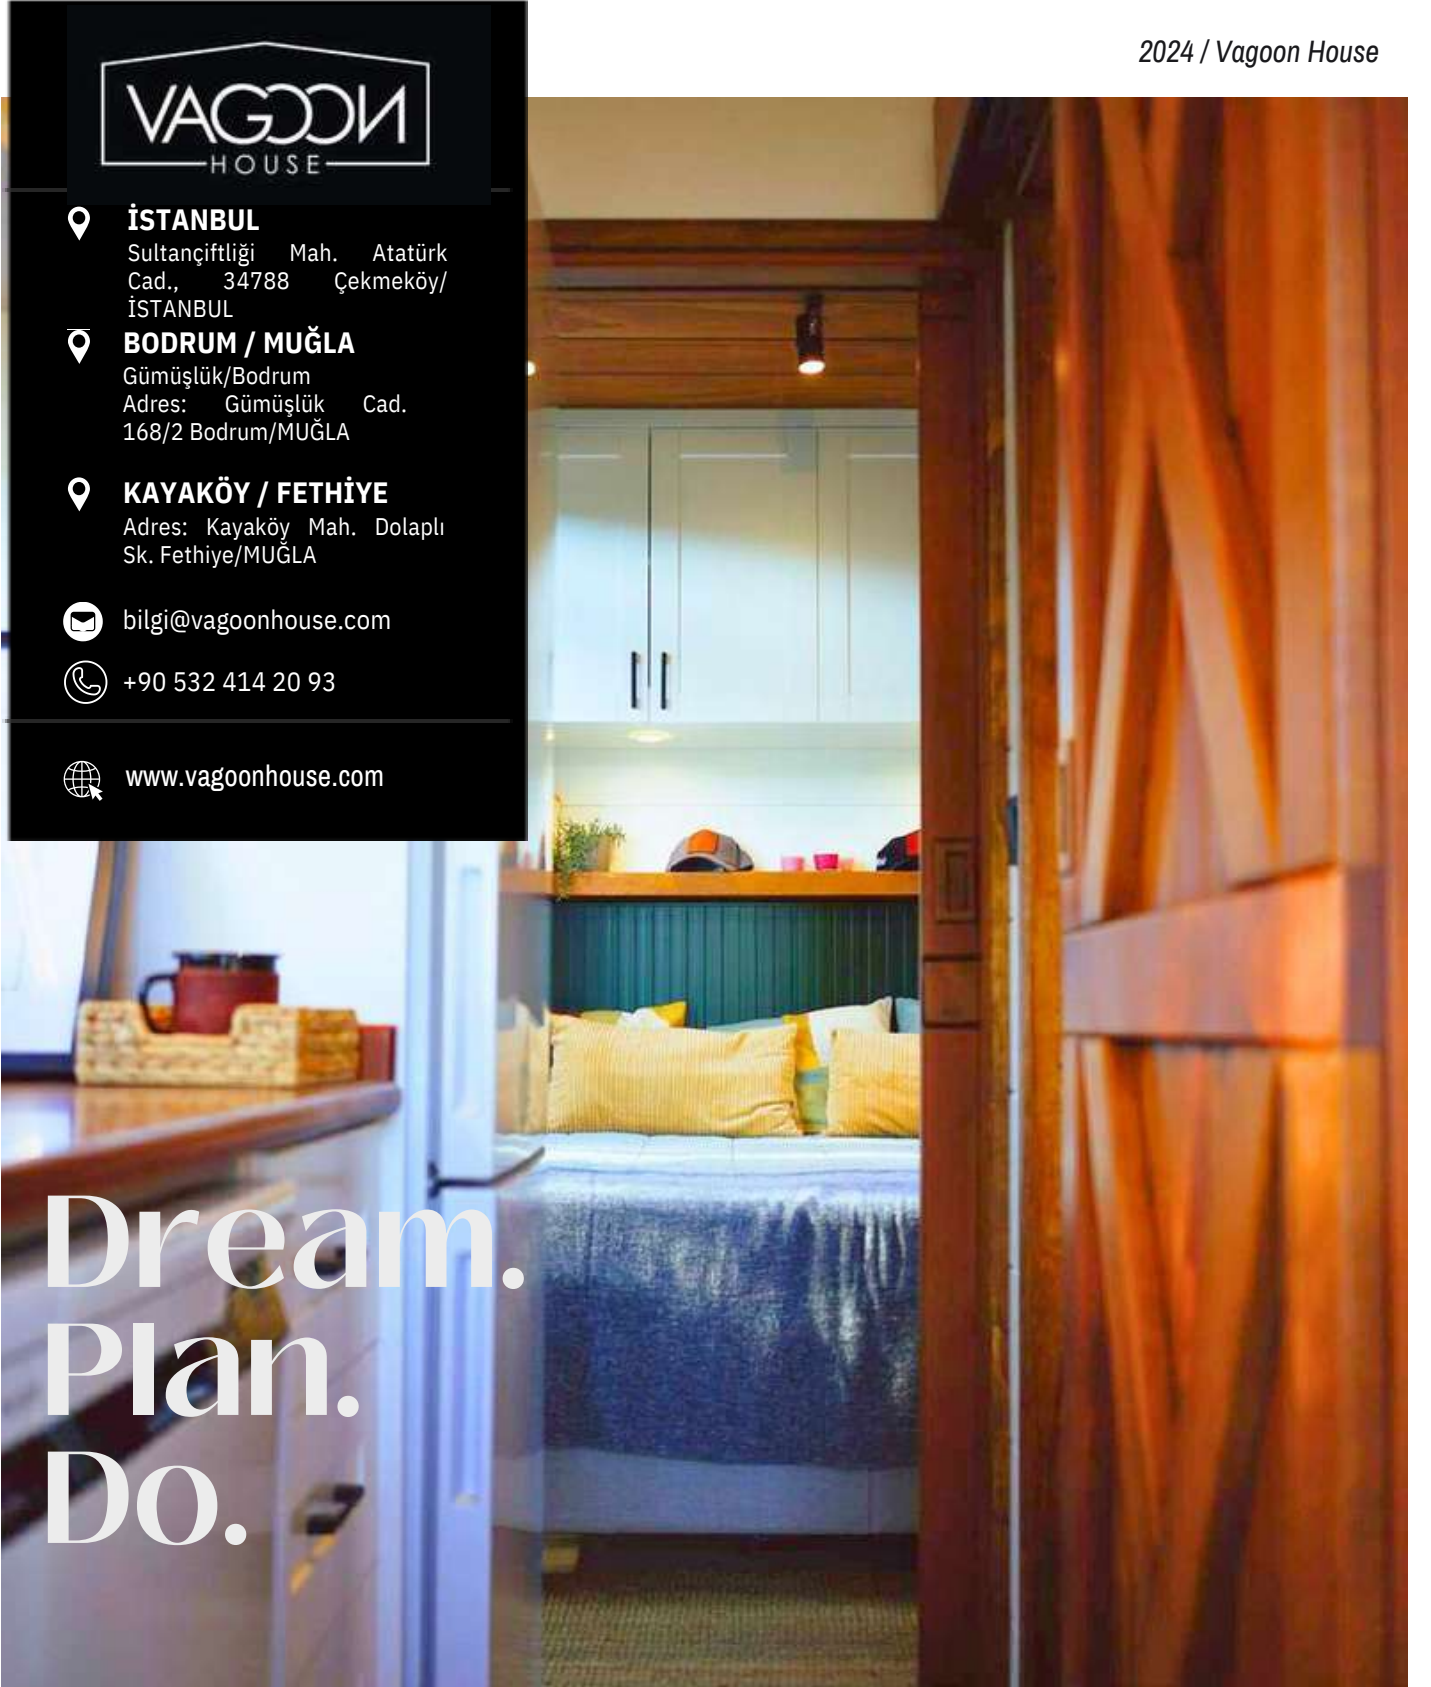 2024 / Vagoon House
VAGOON
HOUSE
İSTANBUL
Sultançiftliği Mah. Atatürk
Cad., 34788 Çekmeköy/
İSTANBUL
BODRUM / MUĞLA
Gümüşlük/Bodrum
Adres: Gümüşlük Cad.
168/2 Bodrum/MUĞLA
KAYAKÖY / FETHİYE
Adres: Kayaköy Mah. Dolaplı
Sk. Fethiye/MUĞLA
bilgi@vagoonhouse.com
+90 532 414 20 93
www.vagoonhouse.com
Dream.
Plan.
Do.